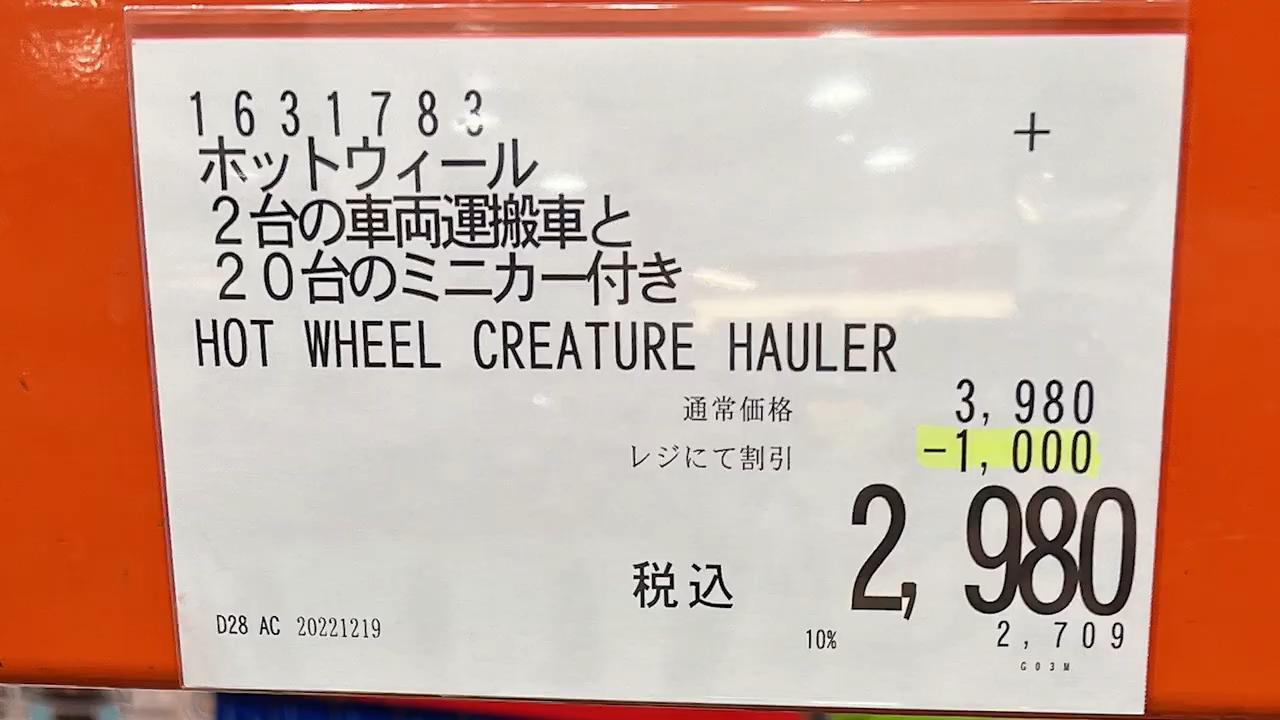 1631783
+
ホットウィール
２台の車両運搬車と
２０台のミニカー付き
HOT WHEEL CREATURE HAULER
通常価格 3,980
レジにて割引 -1,000
税込 2,980
D28 AC 20221219
10% 2,709
G03M